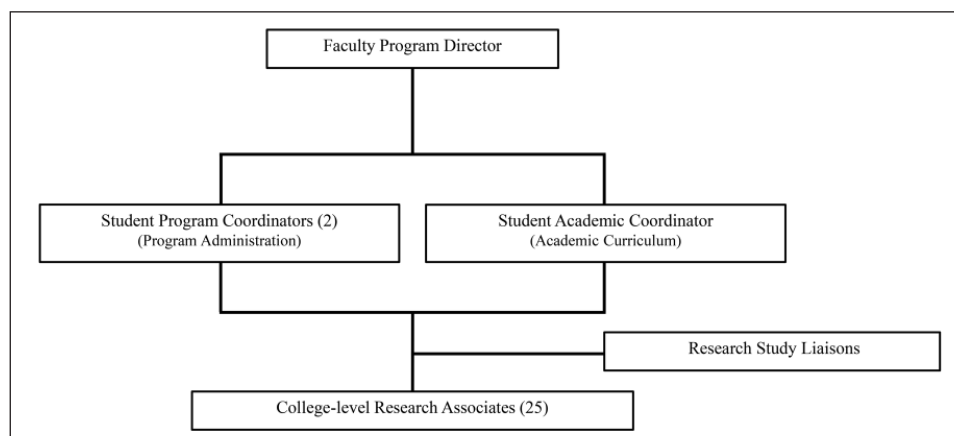 Faculty Program Director
Student Program Coordinators (2)
(Program Administration)
Student Academic Coordinator
(Academic Curriculum)
Research Study Liaisons
College-level Research Associates (25)